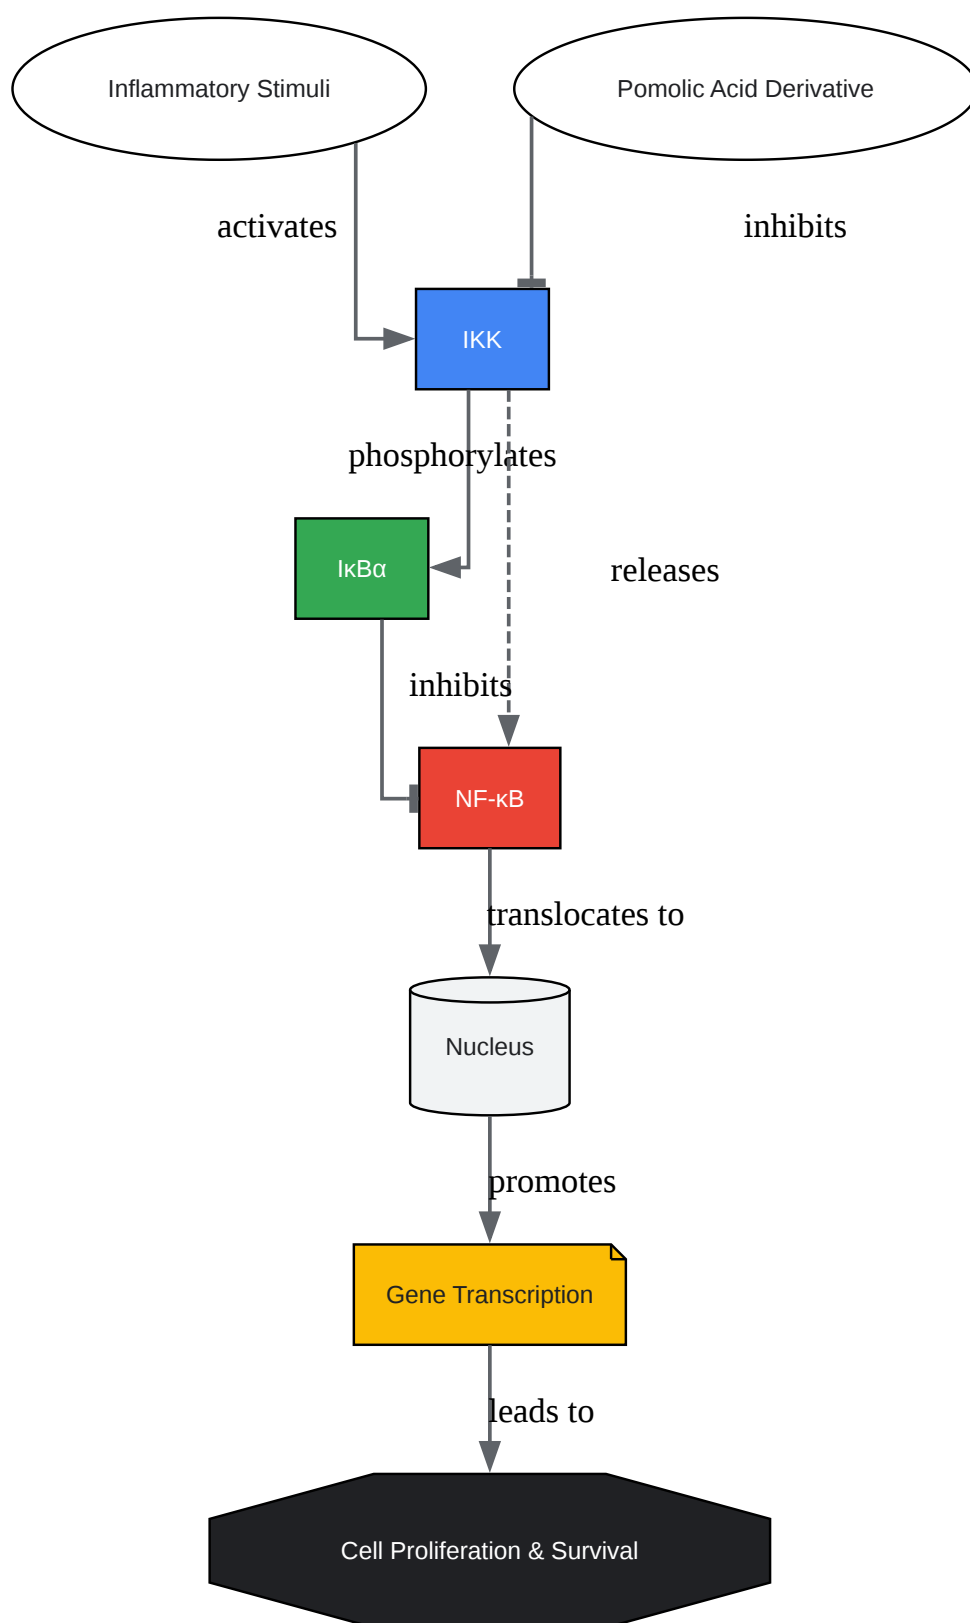 Inflammatory Stimuli
Pomolic Acid Derivative
activates
inhibits
IKK
phosphorylates
IκBα
releases
inhibits
NF-κB
translocates to
Nucleus
promotes
Gene Transcription
leads to
Cell Proliferation & Survival